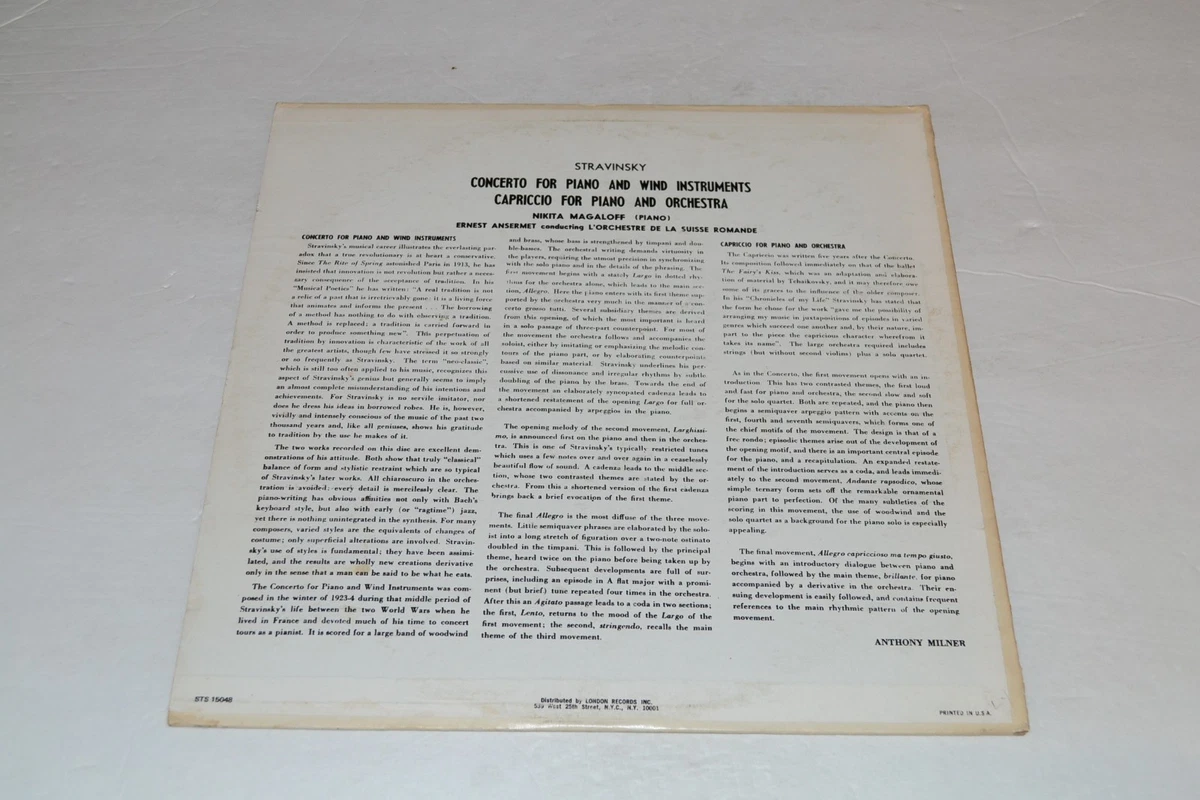 STRAVINSKY
CONCERTO FOR PIANO AND WIND INSTRUMENTS
CAPRICCIO FOR PIANO AND ORCHESTRA
NIKITA MAGALOFF (PIANO)
ERNEST ANSERMET conducting L'ORCHESTRE DE LA SUISSE ROMANDE
CONCERTO FOR PIANO AND WIND INSTRUMENTS
Stravinsky's musical career illustrates the everlasting par-
adox that a true revolutionary is at heart a conservative.
Since The Rite of Spring astonished Paris in 1913, he has
insisted that innovation is not revolution but rather a neces-
sary consequence of the acceptance of tradition. In his
"Musical Poetics" he has written: "A real tradition is not
a relic of a past that is irretrievably gone: it is a living force
that animates and informs the present . . The borrowing
of a method has nothing to do with observing a tradition.
A method is replaced; a tradition is carried forward in
order to produce something new". This perpetuation of
tradition by innovation is characteristic of the work of all
the greatest artists, though few have stressed it so strongly
or so frequently as Stravinsky. The term "neo-classic",
which is still too often applied to his music, recognizes this
aspect of Stravinsky's genius but generally seems to imply
an almost complete misunderstanding of his intentions and
achievements. For Stravinsky is no servile imitator, nor
does he dress his ideas in borrowed robes. He is, however,
vividly and intensely conscious of the music of the past two
thousand years and, like all geniuses, shows his gratitude
to tradition by the use he makes of it.
The two works recorded on this disc are excellent dem-
onstrations of his attitude. Both show that truly "classical"
balance of form and stylistic restraint which are so typical
of Stravinsky's later works. All chiaroscuro in the orches-
tration is avoided: every detail is mercilessly clear. The
piano-writing has obvious affinities not only with Bach's
keyboard style, but also with early (or "ragtime") jazz,
yet there is nothing unintegrated in the synthesis. For many
composers, varied styles are the equivalents of changes of
costume; only superficial alterations are involved. Stravin-
sky's use of styles is fundamental; they have been assimi-
lated, and the results are wholly new creations derivative
only in the sense that a man can be said to be what he eats.
The Concerto for Piano and Wind Instruments was com-
posed in the winter of 1923-4 during that middle period of
Stravinsky's life between the two World Wars when he
lived in France and devoted much of his time to concert
tours as a pianist. It is scored for a large band of woodwind
and brass, whose bass is strengthened by timpani and dou-
ble-basses. The orchestral writing demands virtuosity in
the players, requiring the utmost precision in synchronizing
with the solo piano and in the details of the phrasing. The
first movement begins with a stately Largo in dotted rhy-
thms for the orchestra alone, which leads to the main sec-
sion, Allegro. Here the piano enters with its first theme sup-
ported by the orchestra very much in the manner of a con-
certo grosso tutti. Several subsidiary themes are derived
from this opening, of which the most important is heard
in a solo passage of three-part counterpoint. For most of
the movement the orchestra follows and accompanies the
soloist, either by imitating or emphasizing the melodic con-
tours of the piano part, or by elaborating counterpoints
based on similar material. Stravinsky underlines his per-
cussive use of dissonance and irregular rhythms by subtle
doubling of the piano by the brass. Towards the end of
the movement an elaborately syncopated cadenza leads to
a shortened restatement of the opening Largo for full or-
chestra accompanied by arpeggios in the piano.
The opening melody of the second movement, Larghissi-
mo, is announced first on the piano and then in the orches-
tra. This is one of Stravinsky's typically restricted tunes
which uses a few notes over and over again in a ceaselessly
beautiful flow of sound. A cadenza leads to the middle sec-
tion, whose two contrasted themes are stated by the or-
chestra. From this a shortened version of the first cadenza
brings back a brief evocation of the first theme.
The final Allegro is the most diffuse of the three move-
ments. Little semiquaver phrases are elaborated by the solo-
ist into a long stretch of figuration over a two-note ostinato
doubled in the timpani. This is followed by the principal
theme, heard twice on the piano before being taken up by
the orchestra. Subsequent developments are full of sur-
prises, including an episode in A flat major with a promi-
nent (but brief) tune repeated four times in the orchestra.
After this an Agitato passage leads to a coda in two sections;
the first, Lento, returns to the mood of the Largo of the
first movement; the second, stringendo, recalls the main
theme of the third movement.
CAPRICCIO FOR PIANO AND ORCHESTRA
The Capriccio was written five years after the Concerto.
Its composition followed immediately on that of the ballet
The Fairy's Kiss, which was an adaptation and elabora-
tion of material by Tchaikovsky, and it may therefore owe
some of its graces to the influence of the older composer.
In his "Chronicles of my Life" Stravinsky has stated that
the form he chose for the work "gave me the possibility of
arranging my music in juxtapositions of episodes in varied
genres which succeed one another and, by their nature, im-
part to the piece the capricious character wherefrom it
takes its name". The large orchestra required includes
strings (but without second violins) plus a solo quartet.
As in the Concerto, the first movement opens with an in-
troduction. This has two contrasted themes, the first loud
and fast for piano and orchestra, the second slow and soft
for the solo quartet. Both are repeated, and the piano then
begins a semiquaver arpeggio pattern with accents on the
first, fourth and seventh semiquavers, which forms one of
the chief motifs of the movement. The design is that of a
free rondo; episodic themes arise out of the development of
the opening motif, and there is an important central episode
for the piano, and a recapitulation. An expanded restate-
ment of the introduction serves as a coda, and leads immedi-
ately to the second movement, Andante rapsodico, whose
simple ternary form sets off the remarkable ornamental
piano part to perfection. Of the many subtleties of the
scoring in this movement, the use of woodwind and the
solo quartet as a background for the piano solo is especially
appealing.
The final movement, Allegro capriccioso ma tempo giusto,
begins with an introductory dialogue between piano and
orchestra, followed by the main theme, brillante, for piano
accompanied by a derivative in the orchestra. Their en-
suing development is easily followed, and contains frequent
references to the main rhythmic pattern of the opening
movement.
ANTHONY MILNER
STS 15048
Distributed by LONDON RECORDS INC.
539 West 25th Street, N.Y.C., N.Y. 10001
PRINTED IN U.S.A.